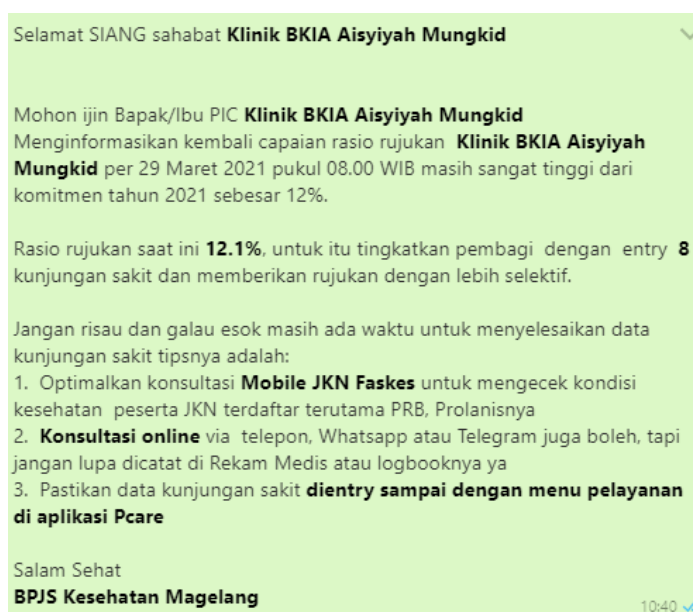 Selamat SIANG sahabat Klinik BKIA Aisyiyah Mungkid
Mohon ijin Bapak/Ibu PIC Klinik BKIA Aisyiyah Mungkid
Menginformasikan kembali capaian rasio rujukan Klinik BKIA Aisyiyah
Mungkid per 29 Maret 2021 pukul 08.00 WIB masih sangat tinggi dari
komitmen tahun 2021 sebesar 12%.
Rasio rujukan saat ini 12.1%, untuk itu tingkatkan pembagi dengan entry 8
kunjungan sakit dan memberikan rujukan dengan lebih selektif.
Jangan risau dan galau esok masih ada waktu untuk menyelesaikan data
kunjungan sakit tipsnya adalah:
1. Optimalkan konsultasi Mobile JKN Faskes untuk mengecek kondisi
kesehatan peserta JKN terdaftar terutama PRB, Prolanisnya
2. Konsultasi online via telepon, Whatsapp atau Telegram juga boleh, tapi
jangan lupa dicatat di Rekam Medis atau logbooknya ya
3. Pastikan data kunjungan sakit dientry sampai dengan menu pelayanan
di aplikasi Pcare
Salam Sehat
BPJS Kesehatan Magelang
10:40